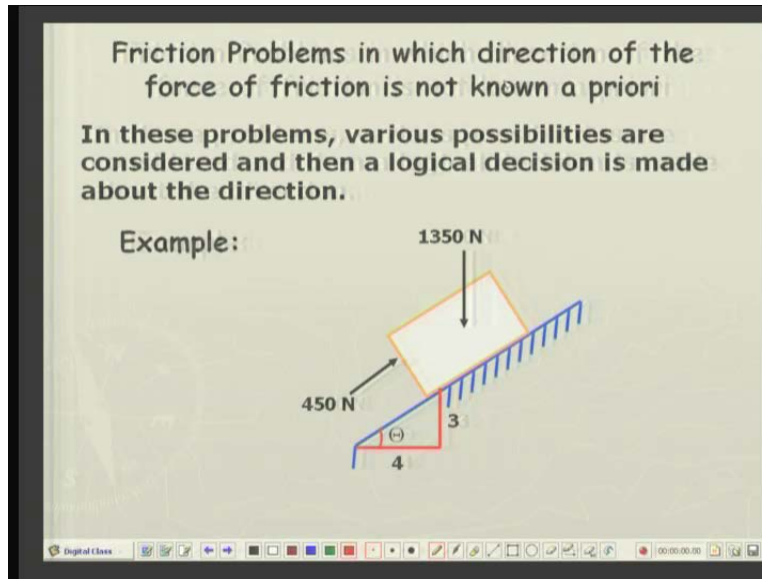 Friction Problems in which direction of the
force of friction is not known a priori
In these problems, various possibilities are
considered and then a logical decision is made
about the direction.
Example:
1350 N
450 N
3
Θ
4
Digital Class
00:00:00.00